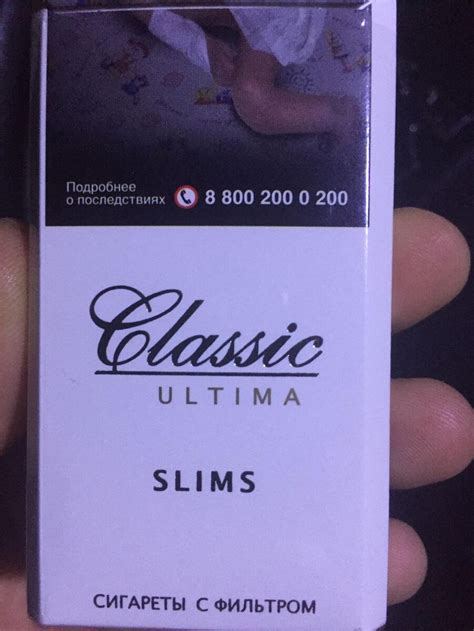 Подробнее
о последствиях 8 800 200 0 200
Classic
ULTIMA
SLIMS
СИГАРЕТЫ С ФИЛЬТРОМ